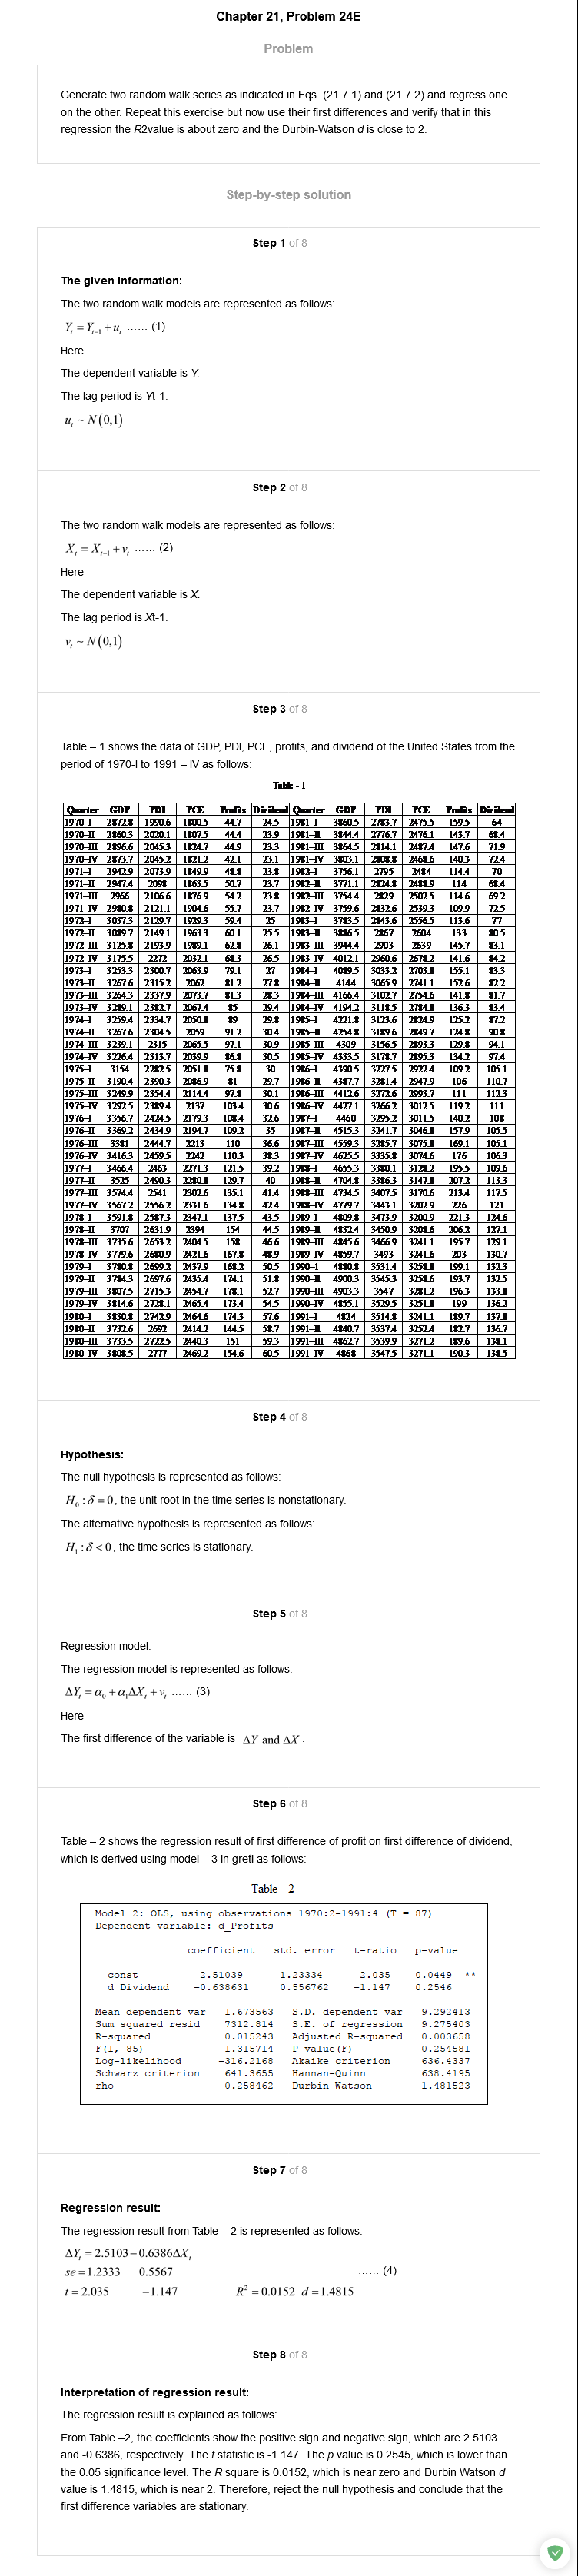 Chapter 21, Problem 24E
Problem
Generate two random walk series as indicated in Eqs. (21.7.1) and (21.7.2) and regress one
on the other. Repeat this exercise but now use their first differences and verify that in this
regression the R2value is about zero and the Durbin-Watson d is close to 2.
Step-by-step solution
Step 1 of 8
The given information:
The two random walk models are represented as follows:
Yₜ = Yₜ₋₁ + uₜ ...... (1)
Here
The dependent variable is Y.
The lag period is Yt-1.
uₜ ~ N(0,1)
Step 2 of 8
The two random walk models are represented as follows:
Xₜ = Xₜ₋₁ + vₜ ...... (2)
Here
The dependent variable is X.
The lag period is Xt-1.
vₜ ~ N(0,1)
Step 3 of 8
Table – 1 shows the data of GDP, PDI, PCE, profits, and dividend of the United States from the
period of 1970-I to 1991 – IV as follows:
Table - 1
Quarter GDP PDI PCE Profits Dividend Quarter GDP PDI PCE Profits Dividend
1970-I 2872.8 1990.6 1800.5 44.7 24.5 1981-I 3860.5 2783.7 2475.5 159.5 64
1970-II 2860.3 2020.1 1807.5 44.4 23.9 1981-II 3844.4 2776.7 2476.1 143.7 68.4
1970-III 2896.6 2045.3 1824.7 44.9 23.3 1981-III 3864.5 2814.1 2487.4 147.6 71.9
1970-IV 2873.7 2045.2 1821.2 42.1 23.1 1981-IV 3803.1 2808.8 2468.6 140.3 72.4
1971-I 2942.9 2073.9 1849.9 48.8 23.8 1982-I 3756.1 2795 2484 114.4 70
1971-II 2947.4 2098 1863.5 50.7 23.7 1982-II 3771.1 2824.8 2488.9 114 68.4
1971-III 2966 2106.6 1876.9 54.2 23.8 1982-III 3754.4 2829 2502.5 114.6 69.2
1971-IV 2980.8 2121.1 1904.6 55.7 23.7 1982-IV 3759.6 2832.6 2539.3 109.9 72.5
1972-I 3037.3 2129.7 1929.3 59.4 25 1983-I 3783.5 2843.6 2556.5 113.6 77
1972-II 3089.7 2149.1 1963.3 60.1 25.5 1983-II 3886.5 2867 2604 133 80.5
1972-III 3125.8 2193.9 1989.1 62.8 26.1 1983-III 3944.4 2903 2639 145.7 83.1
1972-IV 3175.5 2272 2032.1 68.3 26.5 1983-IV 4012.1 2960.6 2678.2 141.6 84.2
1973-I 3253.3 2300.7 2063.9 79.1 27 1984-I 4089.5 3033.2 2703.8 155.1 83.3
1973-II 3267.6 2315.2 2062 81.2 27.8 1984-II 4144 3065.9 2741.1 152.6 82.2
1973-III 3264.3 2337.9 2073.7 81.3 28.3 1984-III 4166.4 3102.7 2754.6 141.8 81.7
1973-IV 3289.1 2382.7 2067.4 85 29.4 1984-IV 4194.2 3118.5 2784.8 136.3 83.4
1974-I 3259.4 2334.7 2050.8 89 29.8 1985-I 4221.8 3123.6 2824.9 125.2 87.2
1974-II 3267.6 2304.5 2059 91.2 30.4 1985-II 4254.8 3189.6 2849.7 124.8 90.8
1974-III 3239.1 2315 2065.5 97.1 30.9 1985-III 4309 3156.5 2893.3 129.8 94.1
1974-IV 3226.4 2313.7 2039.9 86.8 30.5 1985-IV 4333.5 3178.7 2895.3 134.2 97.4
1975-I 3154 2282.5 2051.8 75.8 30 1986-I 4390.5 3227.5 2922.4 109.2 105.1
1975-II 3190.4 2390.3 2086.9 81 29.7 1986-II 4387.7 3281.4 2947.9 106 110.7
1975-III 3249.9 2354.4 2114.4 97.8 30.1 1986-III 4412.6 3272.6 2993.7 111 112.3
1975-IV 3292.5 2389.4 2137 103.4 30.6 1986-IV 4427.1 3266.2 3012.5 119.2 111
1976-I 3356.7 2424.5 2179.3 108.4 32.6 1987-I 4460 3295.2 3011.5 140.2 108
1976-II 3369.2 2434.9 2194.7 109.2 35 1987-II 4515.3 3241.7 3046.8 157.9 105.5
1976-III 3381 2444.7 2213 110 36.6 1987-III 4559.3 3285.7 3075.8 169.1 105.1
1976-IV 3416.3 2459.5 2242 110.3 38.3 1987-IV 4625.5 3335.8 3074.6 176 106.3
1977-I 3466.4 2463 2271.3 121.5 39.2 1988-I 4655.3 3380.1 3128.2 195.5 109.6
1977-II 3525 2490.3 2280.8 129.7 40 1988-II 4704.8 3386.3 3147.8 207.2 113.3
1977-III 3574.4 2541 2302.6 135.1 41.4 1988-III 4734.5 3407.5 3170.6 213.4 117.5
1977-IV 3567.2 2556.2 2331.6 134.8 42.4 1988-IV 4779.7 3443.1 3202.9 226 121
1978-I 3591.8 2587.3 2347.1 137.5 43.5 1989-I 4809.8 3473.9 3200.9 221.3 124.6
1978-II 3707 2631.9 2394 154 44.5 1989-II 4832.4 3450.9 3208.6 206.2 127.1
1978-III 3735.6 2653.2 2404.5 158 46.6 1989-III 4845.6 3466.9 3241.1 195.7 129.1
1978-IV 3779.6 2680.9 2421.6 167.8 48.9 1989-IV 4859.7 3493 3241.6 203 130.7
1979-I 3780.8 2699.2 2437.9 168.2 50.5 1990-I 4880.8 3531.4 3258.8 199.1 132.3
1979-II 3784.3 2697.6 2435.4 174.1 51.8 1990-II 4900.3 3545.3 3258.6 193.7 132.5
1979-III 3807.5 2715.3 2454.7 178.1 52.7 1990-III 4903.3 3547 3281.2 196.3 133.8
1979-IV 3814.6 2728.1 2465.4 173.4 54.5 1990-IV 4855.1 3529.5 3251.8 199 136.2
1980-I 3830.8 2742.9 2464.6 174.3 57.6 1991-I 4824 3514.8 3241.1 189.7 137.8
1980-II 3732.6 2692 2414.2 144.5 58.7 1991-II 4840.7 3537.4 3252.4 182.7 136.7
1980-III 3733.5 2722.5 2440.3 151 59.3 1991-III 4862.7 3539.9 3271.2 189.6 138.1
1980-IV 3808.5 2777 2469.2 154.6 60.5 1991-IV 4868 3547.5 3271.1 190.3 138.5
Step 4 of 8
Hypothesis:
The null hypothesis is represented as follows:
H₀ : δ = 0, the unit root in the time series is nonstationary.
The alternative hypothesis is represented as follows:
H₁ : δ < 0, the time series is stationary.
Step 5 of 8
Regression model:
The regression model is represented as follows:
ΔYₜ = α₀ + α₁ΔXₜ + vₜ ...... (3)
Here
The first difference of the variable is ΔY and ΔX .
Step 6 of 8
Table – 2 shows the regression result of first difference of profit on first difference of dividend,
which is derived using model – 3 in gretl as follows:
Table - 2
Model 2: OLS, using observations 1970:2-1991:4 (T = 87)
Dependent variable: d_Profits
coefficient std. error t-ratio p-value
const 2.51039 1.23334 2.035 0.0449 **
d_Dividend -0.638631 0.556762 -1.147 0.2546
Mean dependent var 1.673563 S.D. dependent var 9.292413
Sum squared resid 7312.814 S.E. of regression 9.275403
R-squared 0.015243 Adjusted R-squared 0.003658
F(1, 85) 1.315714 P-value(F) 0.254581
Log-likelihood -316.2168 Akaike criterion 636.4337
Schwarz criterion 641.3655 Hannan-Quinn 638.4195
rho 0.258462 Durbin-Watson 1.481523
Step 7 of 8
Regression result:
The regression result from Table – 2 is represented as follows:
ΔYₜ = 2.5103 − 0.6386ΔXₜ
se = 1.2333 0.5567 ...... (4)
t = 2.035 −1.147 R² = 0.0152 d = 1.4815
Step 8 of 8
Interpretation of regression result:
The regression result is explained as follows:
From Table –2, the coefficients show the positive sign and negative sign, which are 2.5103
and -0.6386, respectively. The t statistic is -1.147. The p value is 0.2545, which is lower than
the 0.05 significance level. The R square is 0.0152, which is near zero and Durbin Watson d
value is 1.4815, which is near 2. Therefore, reject the null hypothesis and conclude that the
first difference variables are stationary.